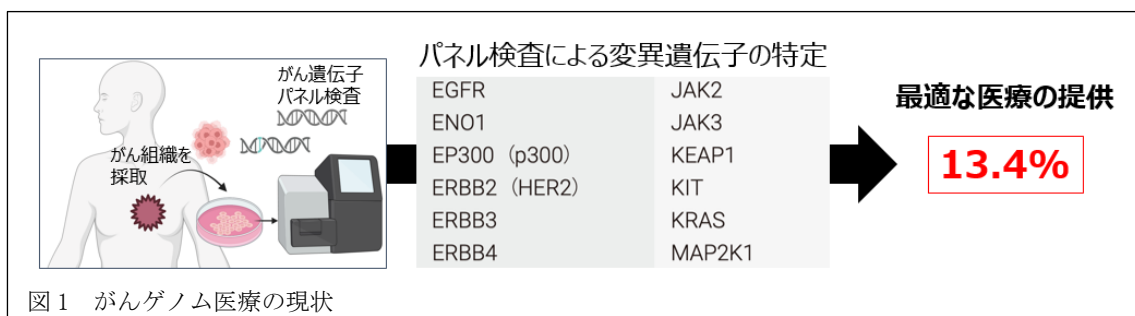 がん遺伝子
パネル検査
がん組織を
採取
パネル検査による変異遺伝子の特定
EGFR JAK2
ENO1 JAK3
EP300（p300） KEAP1
ERBB2（HER2） KIT
ERBB3 KRAS
ERBB4 MAP2K1
最適な医療の提供
13.4%
図1 がんゲノム医療の現状